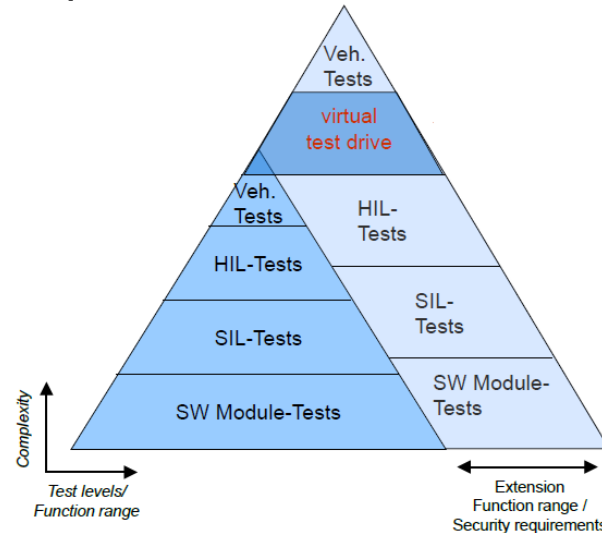 Veh.
Tests
virtual
test drive
Veh.
Tests
HIL-
Tests
HIL-Tests
SIL-
Tests
SIL-Tests
SW Module-
Tests
SW Module-Tests
Complexity
Test levels/
Function range
Extension
Function range /
Security requirements